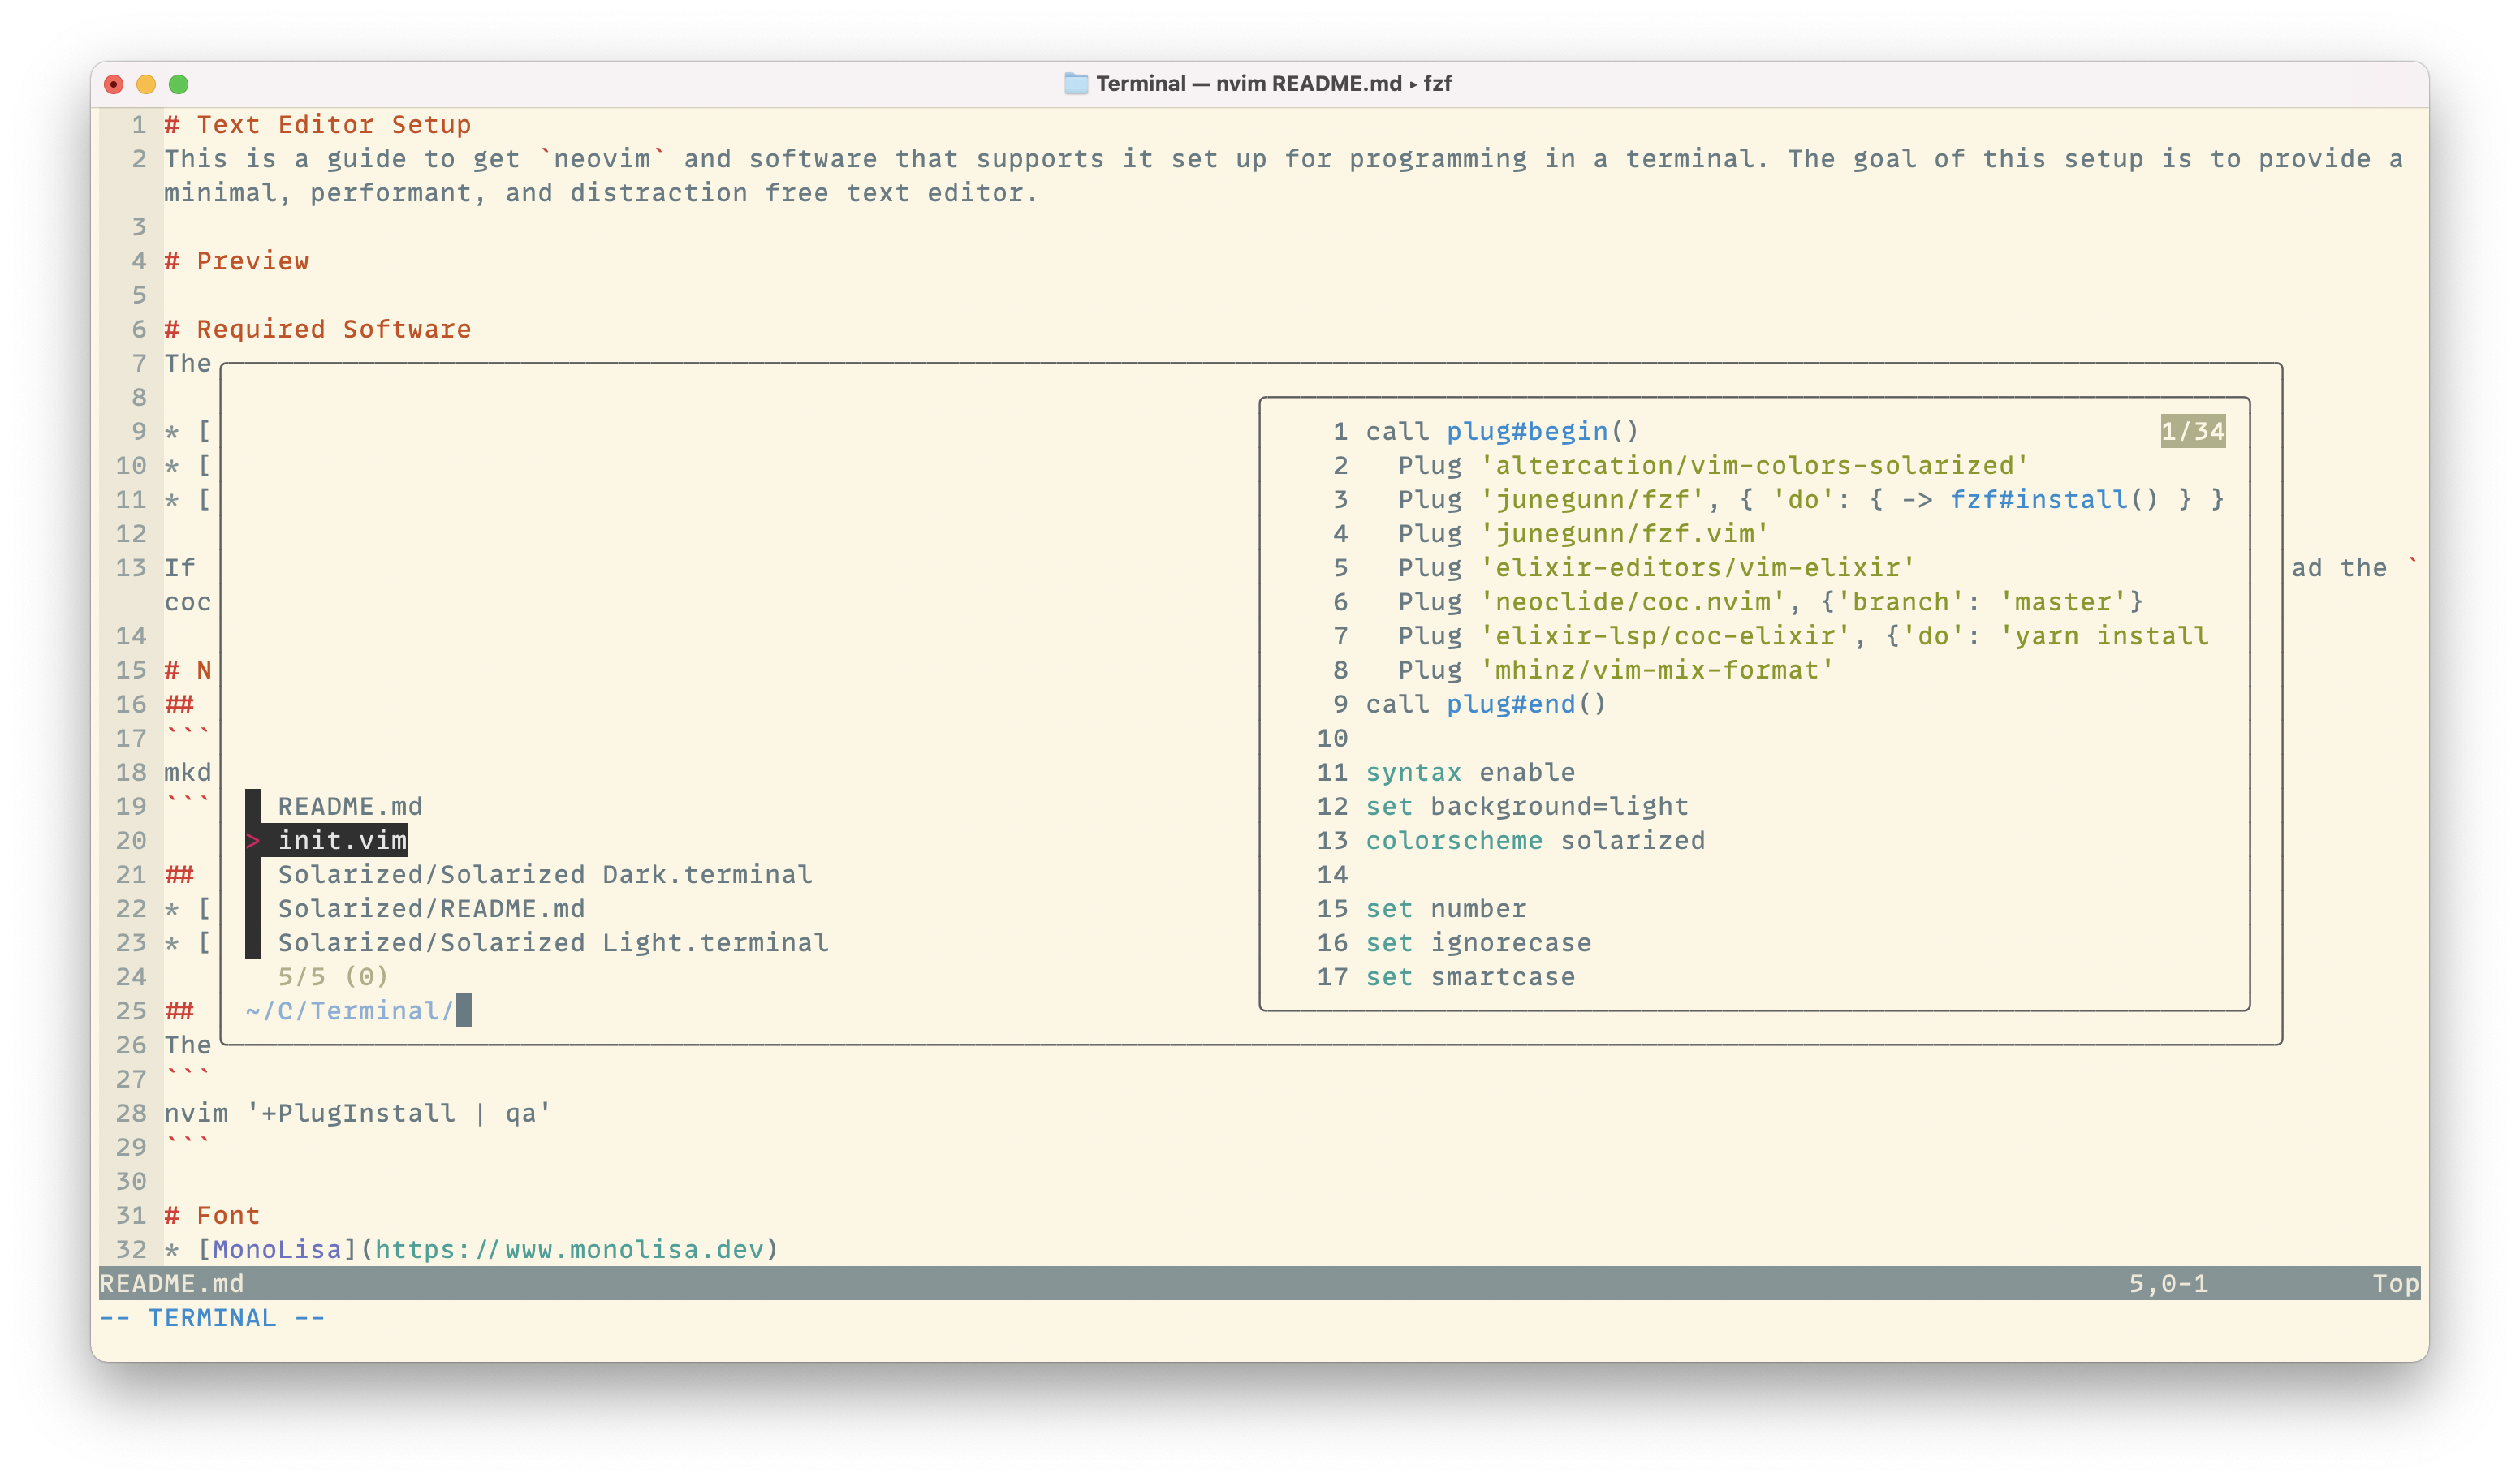 Terminal — nvim README.md ▸ fzf
1 # Text Editor Setup
2 This is a guide to get `neovim` and software that supports it set up for programming in a terminal. The goal of this setup is to provide a
minimal, performant, and distraction free text editor.
3
4 # Preview
5
6 # Required Software
7 The
8
9 * [
10 * [
11 * [
12
13 If ad the `
coc
14
15 # N
16 ##
17 ```
18 mkd
19 ```
20
21 ##
22 * [
23 * [
24
25 ##
26 The
27 ```
28 nvim '+PlugInstall | qa'
29 ```
30
31 # Font
32 * [MonoLisa](https://www.monolisa.dev)
README.md
> init.vim
Solarized/Solarized Dark.terminal
Solarized/README.md
Solarized/Solarized Light.terminal
5/5 (0)
~/C/Terminal/
1 call plug#begin() 1/34
2   Plug 'altercation/vim-colors-solarized'
3   Plug 'junegunn/fzf', { 'do': { -> fzf#install() } }
4   Plug 'junegunn/fzf.vim'
5   Plug 'elixir-editors/vim-elixir'
6   Plug 'neoclide/coc.nvim', {'branch': 'master'}
7   Plug 'elixir-lsp/coc-elixir', {'do': 'yarn install
8   Plug 'mhinz/vim-mix-format'
9 call plug#end()
10
11 syntax enable
12 set background=light
13 colorscheme solarized
14
15 set number
16 set ignorecase
17 set smartcase
README.md 5,0-1 Top
-- TERMINAL --